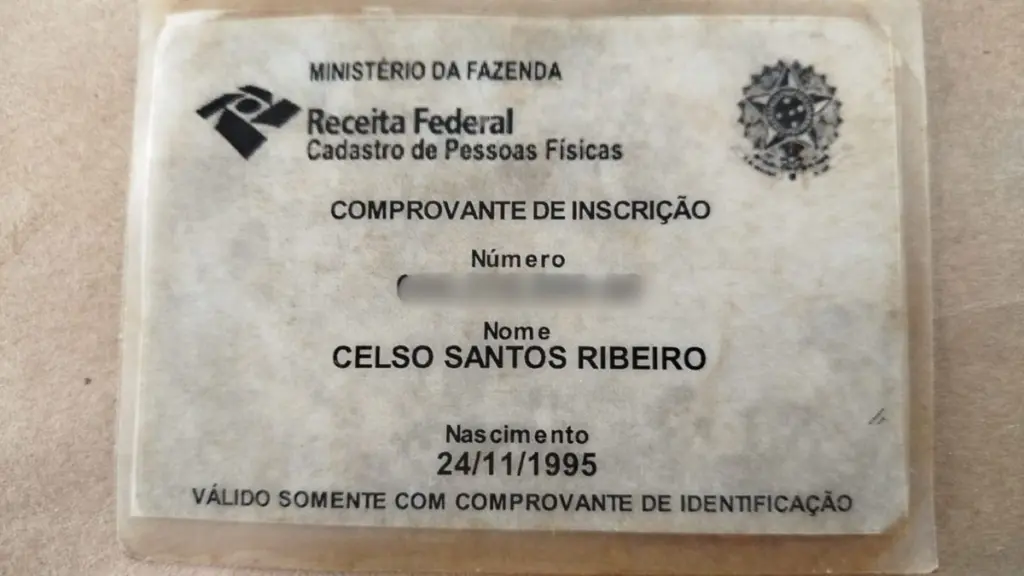 MINISTÉRIO DA FAZENDA
Receita Federal
Cadastro de Pessoas Físicas
COMPROVANTE DE INSCRIÇÃO
Número
Nome
CELSO SANTOS RIBEIRO
Nascimento
24/11/1995
VÁLIDO SOMENTE COM COMPROVANTE DE IDENTIFICAÇÃO